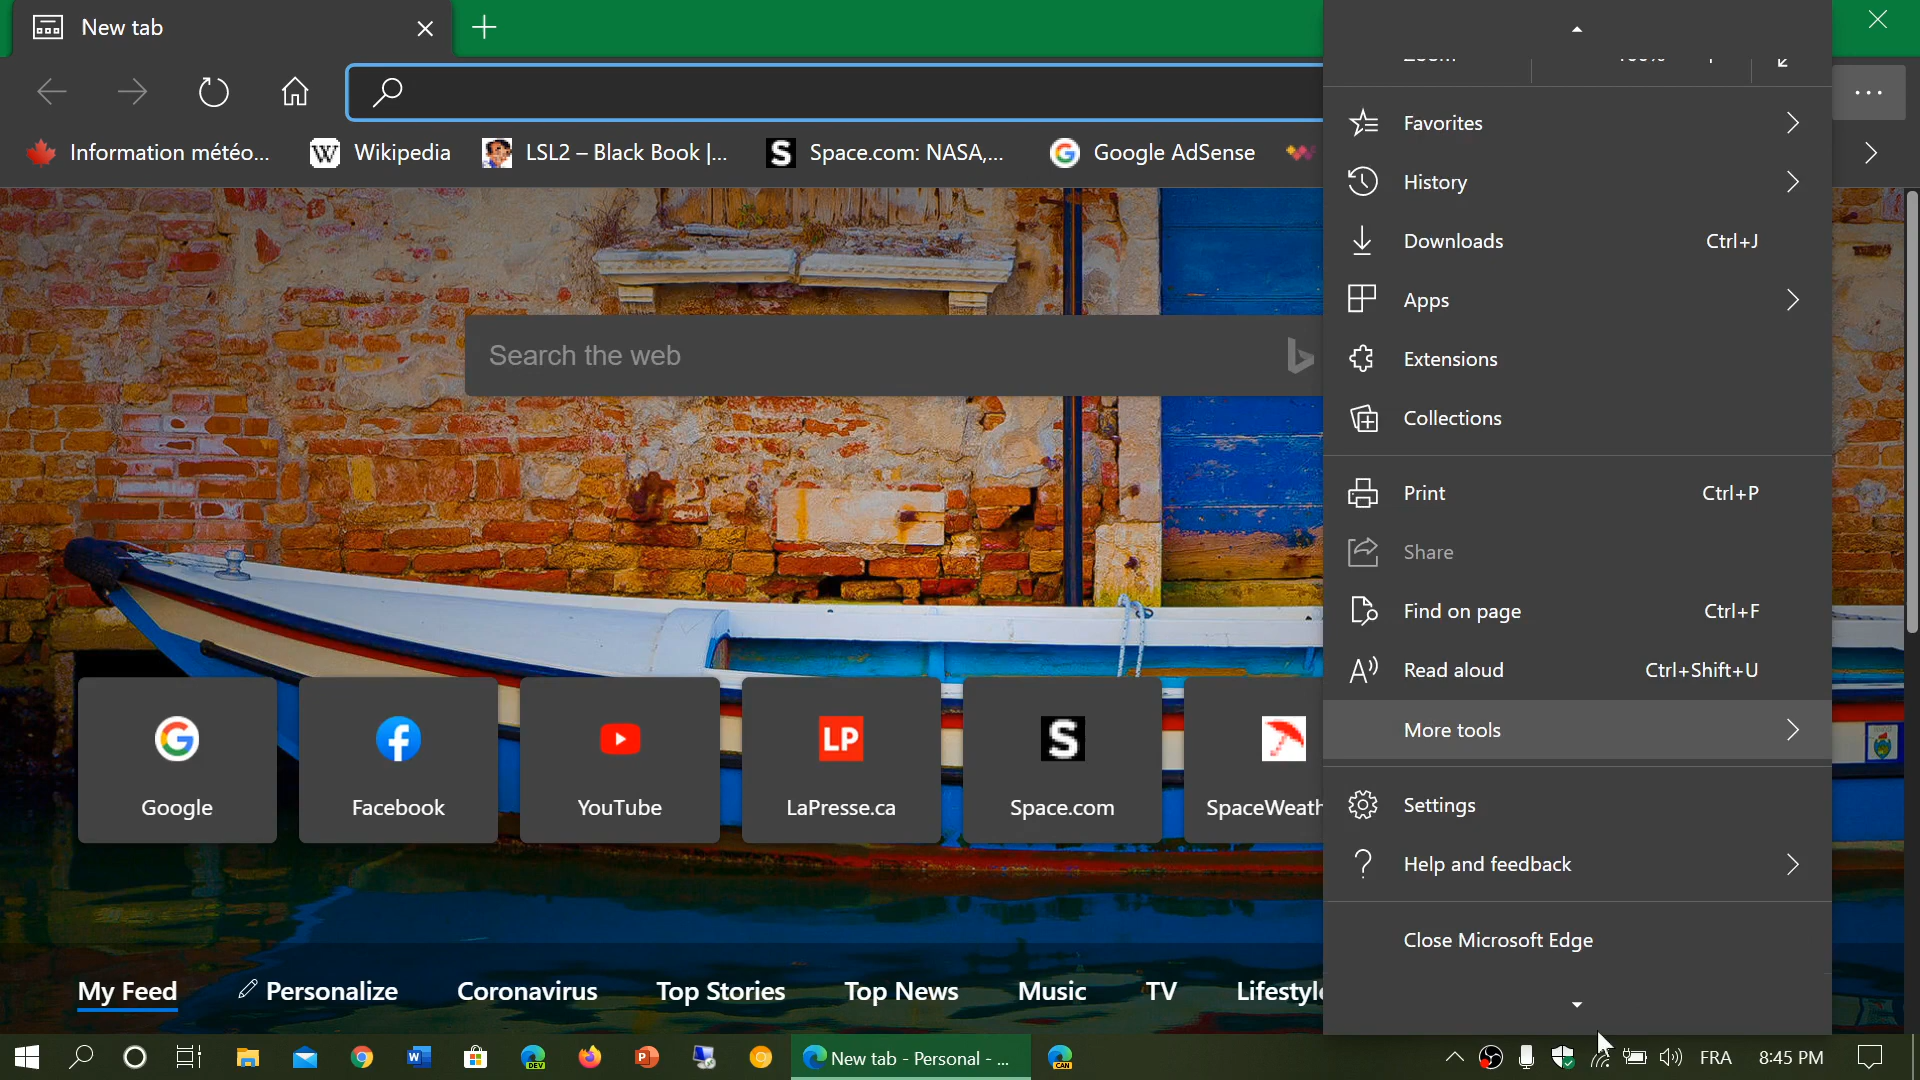 New tab
Information météo...
Wikipedia
LSL2 – Black Book |...
Space.com: NASA,...
Google AdSense
Search the web
Google
Facebook
YouTube
LP
LaPresse.ca
Space.com
My Feed
Personalize
Coronavirus
Top Stories
Top News
Music
TV
Favorites
History
Downloads Ctrl+J
Apps
Extensions
Collections
Print Ctrl+P
Share
Find on page Ctrl+F
Read aloud Ctrl+Shift+U
More tools
Settings
Help and feedback
Close Microsoft Edge
DEV
New tab - Personal - ...
CAN
FRA
8:45 PM